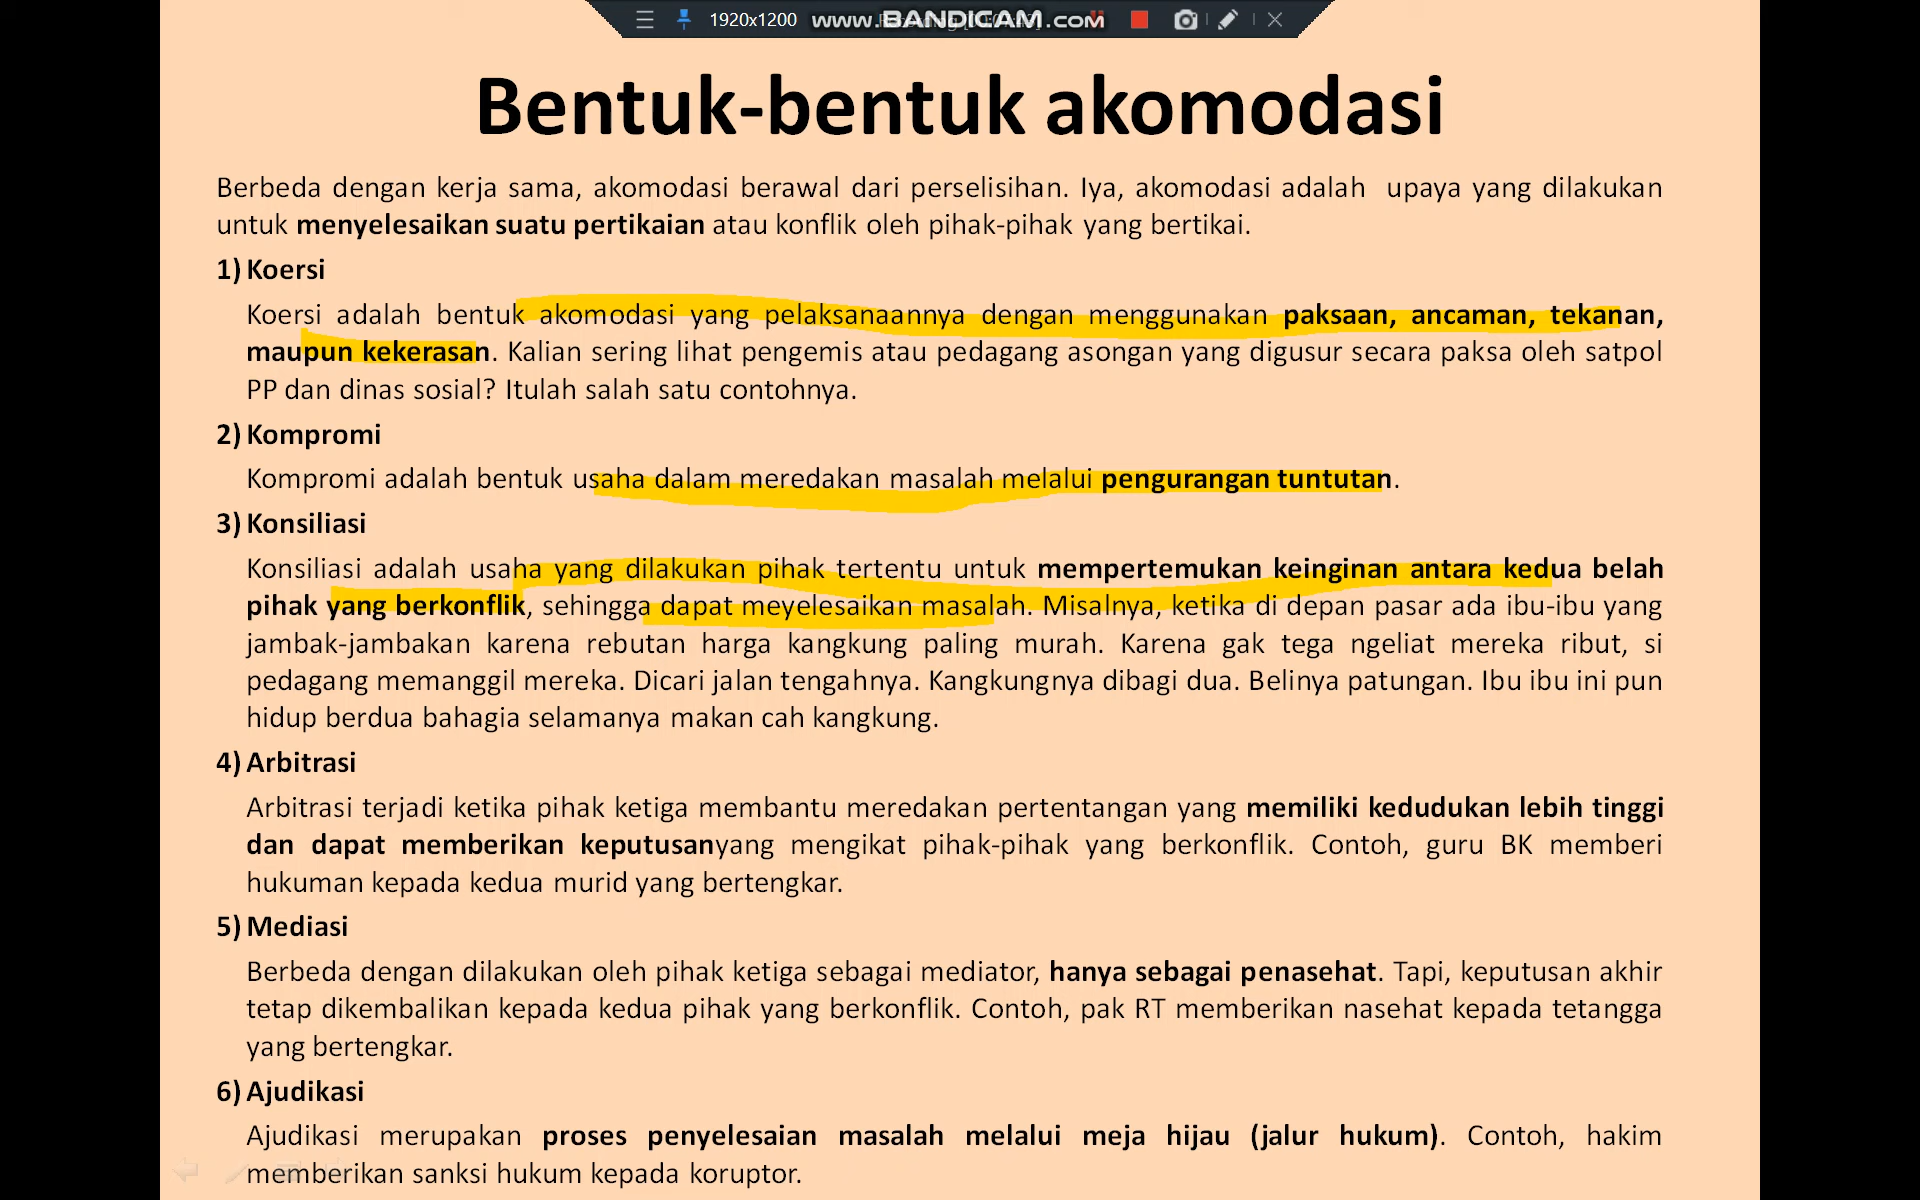 1920x1200 www.BANDICAM.com
Bentuk-bentuk akomodasi
Berbeda dengan kerja sama, akomodasi berawal dari perselisihan. Iya, akomodasi adalah upaya yang dilakukan
untuk menyelesaikan suatu pertikaian atau konflik oleh pihak-pihak yang bertikai.
1) Koersi
Koersi adalah bentuk akomodasi yang pelaksanaannya dengan menggunakan paksaan, ancaman, tekanan,
maupun kekerasan. Kalian sering lihat pengemis atau pedagang asongan yang digusur secara paksa oleh satpol
PP dan dinas sosial? Itulah salah satu contohnya.
2) Kompromi
Kompromi adalah bentuk usaha dalam meredakan masalah melalui pengurangan tuntutan.
3) Konsiliasi
Konsiliasi adalah usaha yang dilakukan pihak tertentu untuk mempertemukan keinginan antara kedua belah
pihak yang berkonflik, sehingga dapat meyelesaikan masalah. Misalnya, ketika di depan pasar ada ibu-ibu yang
jambak-jambakan karena rebutan harga kangkung paling murah. Karena gak tega ngeliat mereka ribut, si
pedagang memanggil mereka. Dicari jalan tengahnya. Kangkungnya dibagi dua. Belinya patungan. Ibu ibu ini pun
hidup berdua bahagia selamanya makan cah kangkung.
4) Arbitrasi
Arbitrasi terjadi ketika pihak ketiga membantu meredakan pertentangan yang memiliki kedudukan lebih tinggi
dan dapat memberikan keputusanyang mengikat pihak-pihak yang berkonflik. Contoh, guru BK memberi
hukuman kepada kedua murid yang bertengkar.
5) Mediasi
Berbeda dengan dilakukan oleh pihak ketiga sebagai mediator, hanya sebagai penasehat. Tapi, keputusan akhir
tetap dikembalikan kepada kedua pihak yang berkonflik. Contoh, pak RT memberikan nasehat kepada tetangga
yang bertengkar.
6) Ajudikasi
Ajudikasi merupakan proses penyelesaian masalah melalui meja hijau (jalur hukum). Contoh, hakim
memberikan sanksi hukum kepada koruptor.